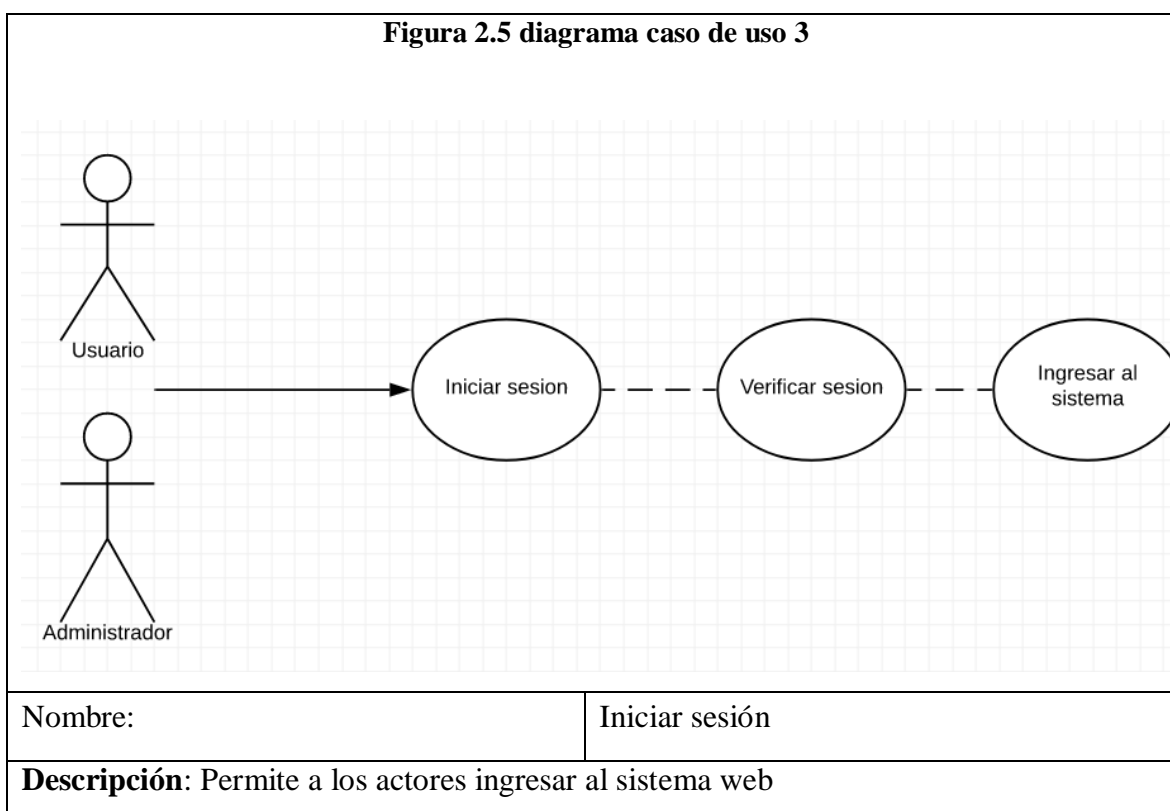 Figura 2.5 diagrama caso de uso 3
Usuario
Iniciar sesion
Verificar sesion
Ingresar al
sistema
Administrador
Nombre:
Iniciar sesión
Descripción: Permite a los actores ingresar al sistema web